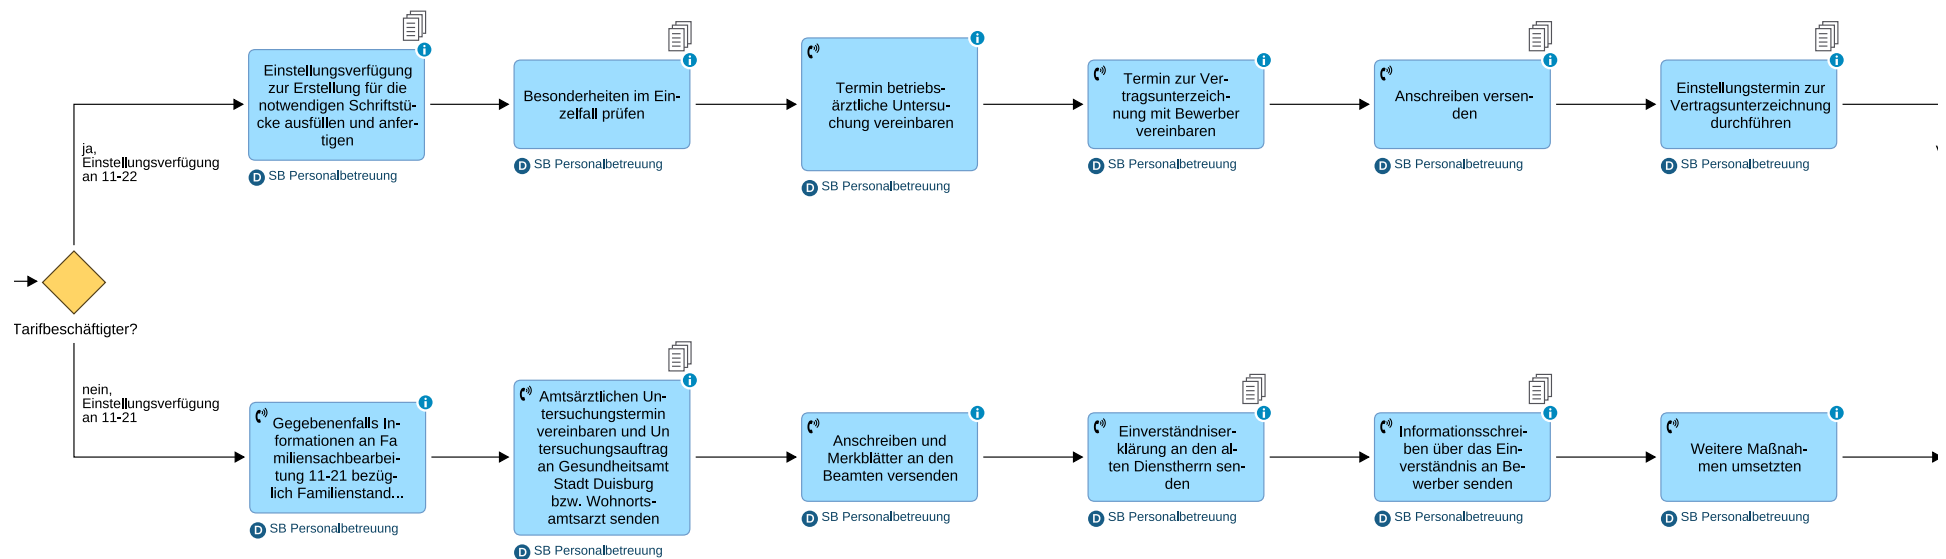 Einstellungsverfügung
zur Erstellung für die
notwendigen Schriftstü-
cke ausfüllen und anfer-
tigen
SB Personalbetreuung
Besonderheiten im Ein-
zelfall prüfen
SB Personalbetreuung
Termin betriebs-
ärztliche Untersu-
chung vereinbaren
SB Personalbetreuung
Termin zur Ver-
tragsunterzeich-
nung mit Bewerber
vereinbaren
SB Personalbetreuung
Anschreiben versen-
den
SB Personalbetreuung
Einstellungstermin zur
Vertragsunterzeichnung
durchführen
SB Personalbetreuung
ja,
Einstellungsverfügung
an 11-22
Tarifbeschäftigter?
nein,
Einstellungsverfügung
an 11-21
Gegebenenfalls In-
formationen an Fa
miliensachbearbei-
tung 11-21 bezüg-
lich Familienstand...
SB Personalbetreuung
Amtsärztlichen Un-
tersuchungstermin
vereinbaren und Un
tersuchungsauftrag
an Gesundheitsamt
Stadt Duisburg
bzw. Wohnorts-
amtsarzt senden
SB Personalbetreuung
Anschreiben und
Merkblätter an den
Beamten versenden
SB Personalbetreuung
Einverständniser-
klärung an den al-
ten Dienstherrn sen-
den
SB Personalbetreuung
Informationsschrei-
ben über das Ein-
verständnis an Be-
werber senden
SB Personalbetreuung
Weitere Maßnah-
men umsetzten
SB Personalbetreuung